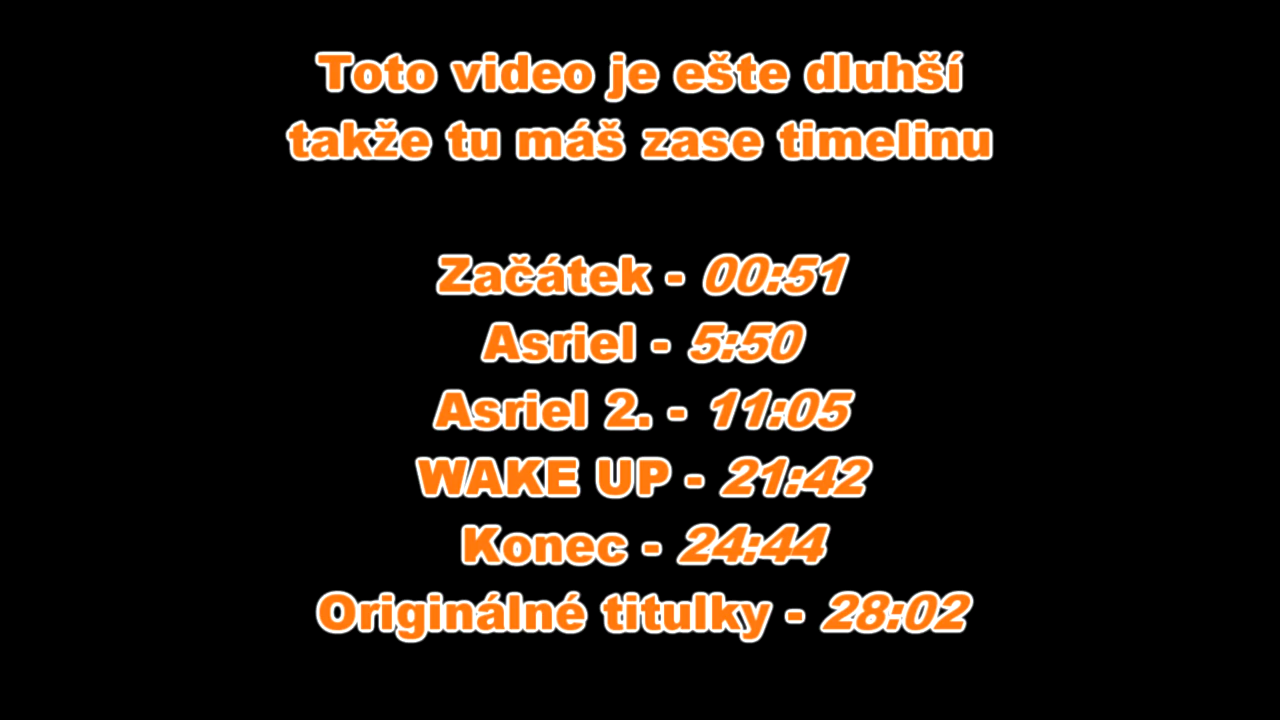 Toto video je ešte dluhší
takže tu máš zase timelinu
Začátek - 00:51
Asriel - 5:50
Asriel 2. - 11:05
WAKE UP - 21:42
Konec - 24:44
Originálné titulky - 28:02